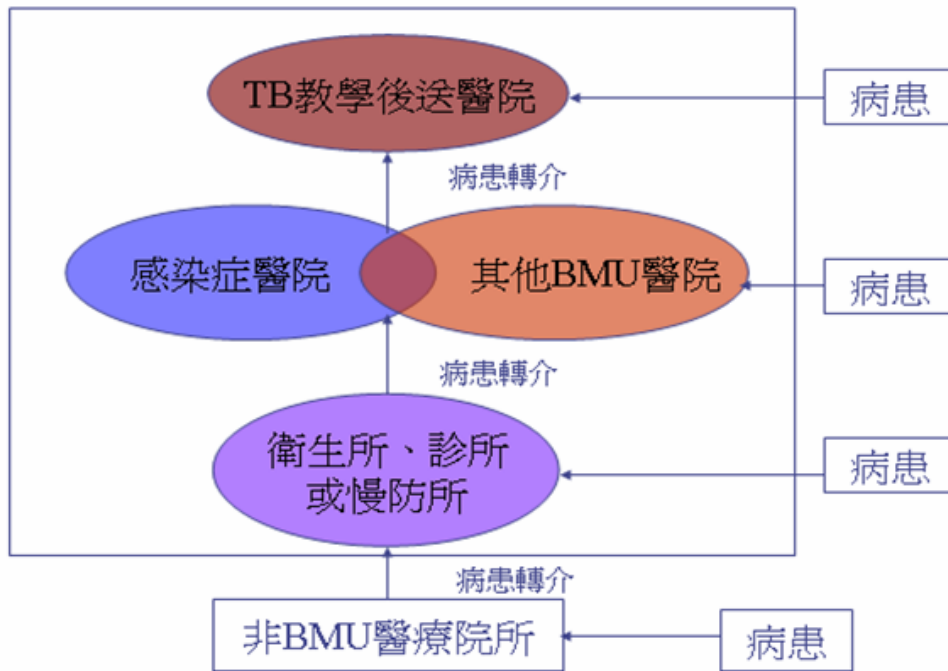 TB教學後送醫院
病患
病患轉介
感染症醫院
其他BMU醫院
病患
病患轉介
衛生所、診所
或慢防所
病患
病患轉介
非BMU醫療院所
病患